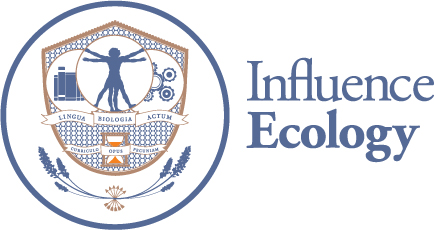 LINGUA BIOLOGIA ACTUM
CURRICULO OPUS PECUNIAM
Influence
Ecology